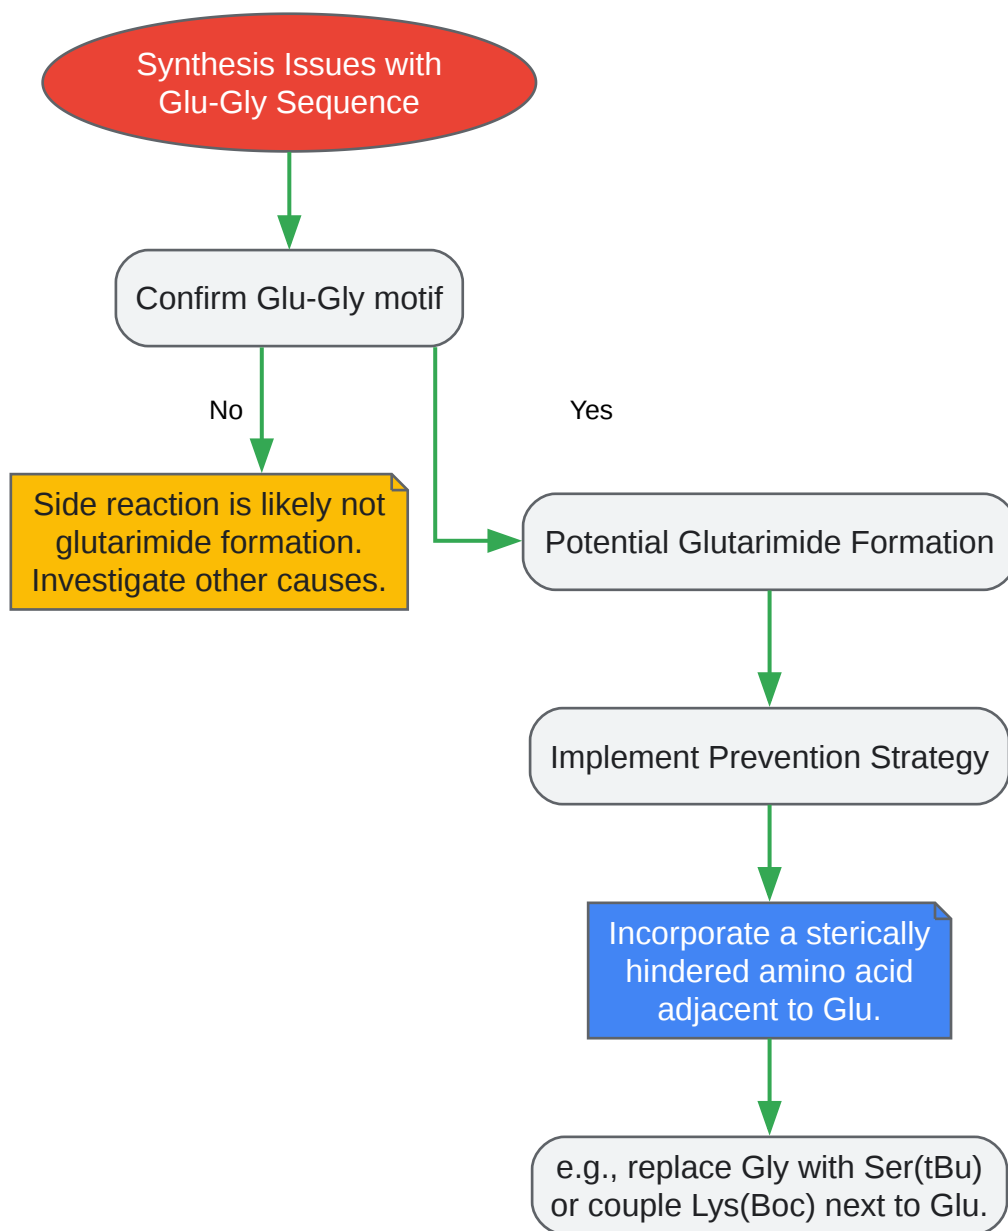 Synthesis Issues with
Glu-Gly Sequence
Confirm Glu-Gly motif
No
Yes
Side reaction is likely not
glutarimide formation.
Investigate other causes.
Potential Glutarimide Formation
Implement Prevention Strategy
Incorporate a sterically
hindered amino acid
adjacent to Glu.
e.g., replace Gly with Ser(tBu)
or couple Lys(Boc) next to Glu.